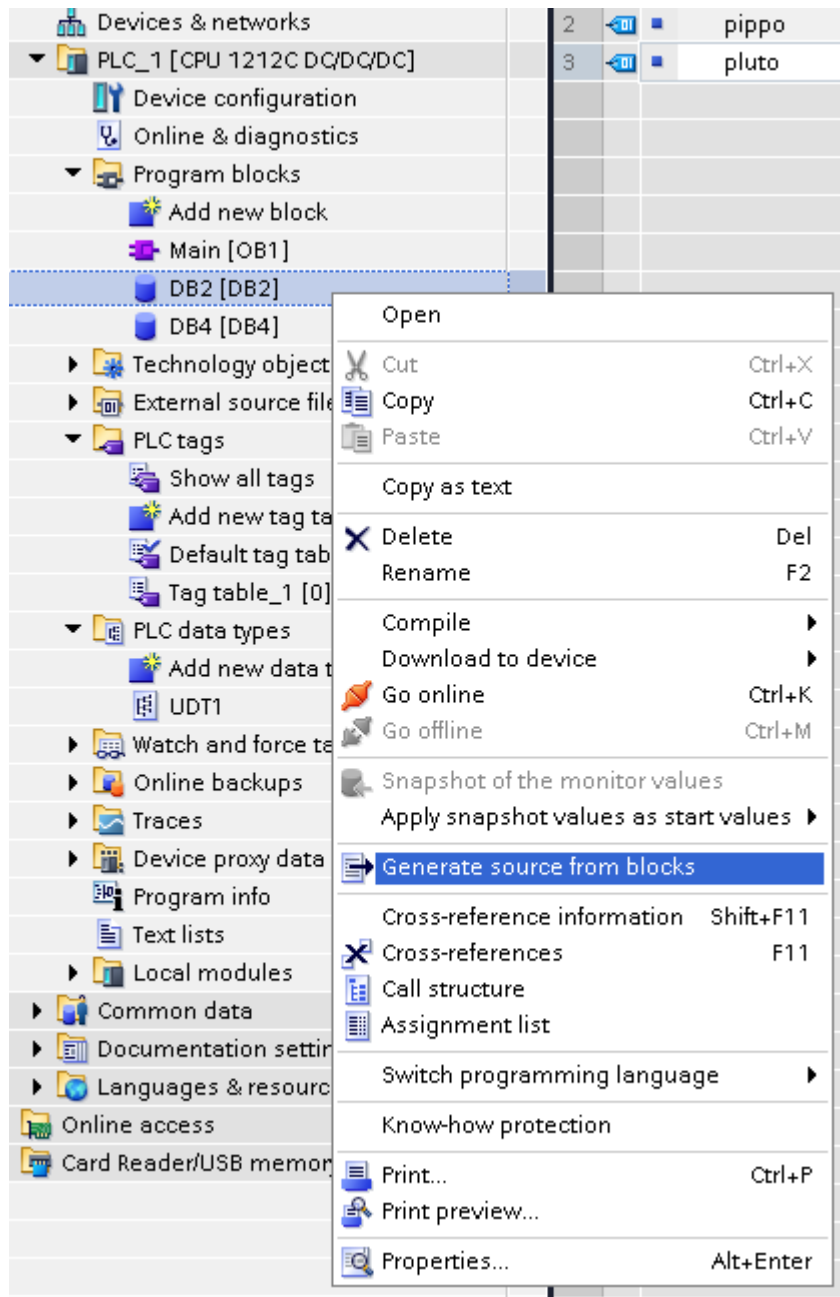 Devices & networks
PLC_1 [CPU 1212C DC/DC/DC]
Device configuration
Online & diagnostics
Program blocks
Add new block
Main [OB1]
DB2 [DB2]
DB4 [DB4]
Technology object
External source file
PLC tags
Show all tags
Add new tag ta
Default tag tab
Tag table_1 [0]
PLC data types
Add new data t
UDT1
Watch and force ta
Online backups
Traces
Device proxy data
Program info
Text lists
Local modules
Common data
Documentation settin
Languages & resourc
Online access
Card Reader/USB memory
2 pippo
3 pluto
Open
Cut Ctrl+X
Copy Ctrl+C
Paste Ctrl+V
Copy as text
Delete Del
Rename F2
Compile
Download to device
Go online Ctrl+K
Go offline Ctrl+M
Snapshot of the monitor values
Apply snapshot values as start values
Generate source from blocks
Cross-reference information Shift+F11
Cross-references F11
Call structure
Assignment list
Switch programming language
Know-how protection
Print... Ctrl+P
Print preview...
Properties... Alt+Enter